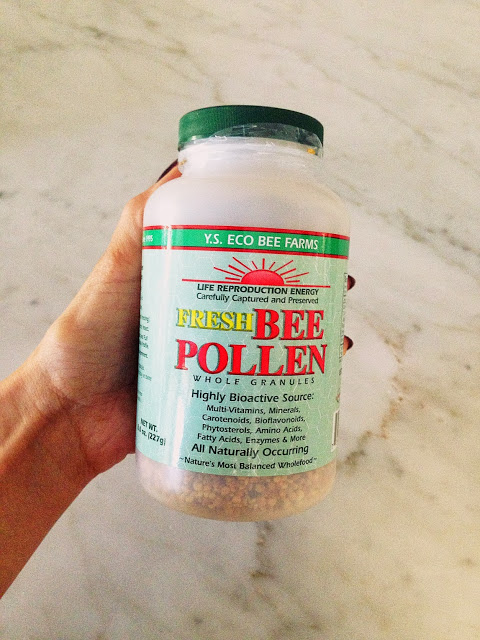 Y.S. ECO BEE FARMS
LIFE REPRODUCTION ENERGY
Carefully Captured and Preserved
FRESH BEE
POLLEN
WHOLE GRANULES
Highly Bioactive Source:
Multi-Vitamins, Minerals,
Carotenoids, Bioflavonoids,
Phytosterols, Amino Acids,
Fatty Acids, Enzymes & More
All Naturally Occurring
~Nature's Most Balanced Wholefood~
NET WT.
oz. (227g)
1995